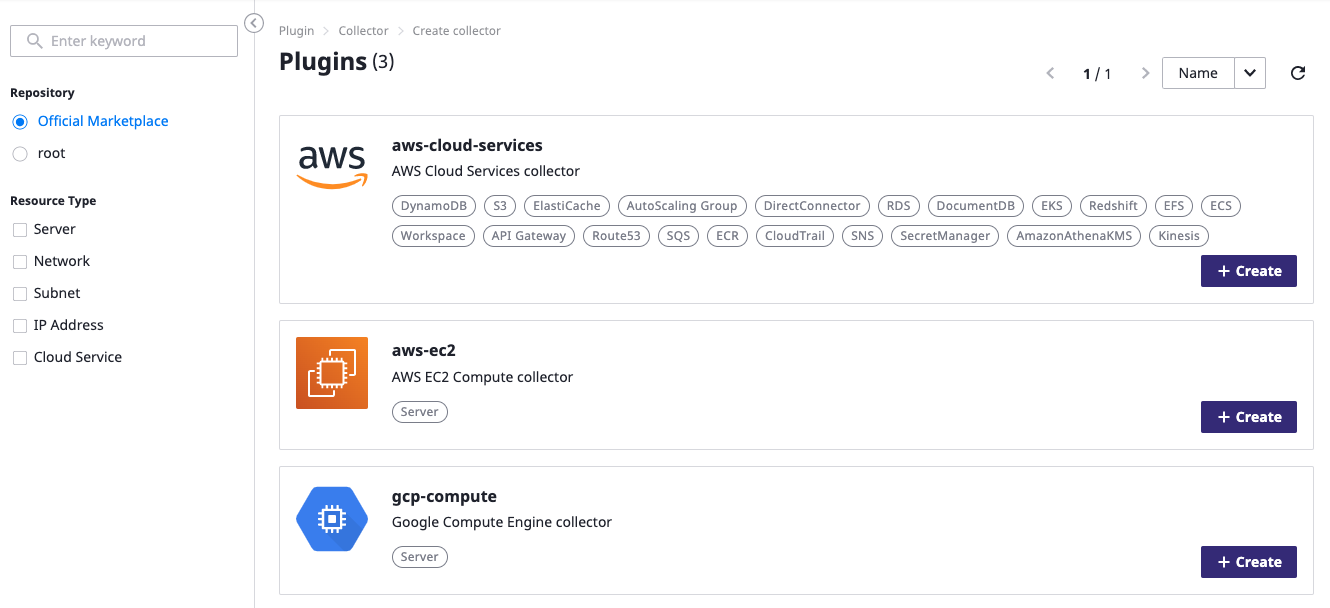 Enter keyword
Repository
Official Marketplace
root
Resource Type
Server
Network
Subnet
IP Address
Cloud Service
Plugin > Collector > Create collector
Plugins (3)
1 / 1
Name
aws
aws-cloud-services
AWS Cloud Services collector
DynamoDB S3 ElastiCache AutoScaling Group DirectConnector RDS DocumentDB EKS Redshift EFS ECS
Workspace API Gateway Route53 SQS ECR CloudTrail SNS SecretManager AmazonAthenaKMS Kinesis
+ Create
aws-ec2
AWS EC2 Compute collector
Server
+ Create
gcp-compute
Google Compute Engine collector
Server
+ Create